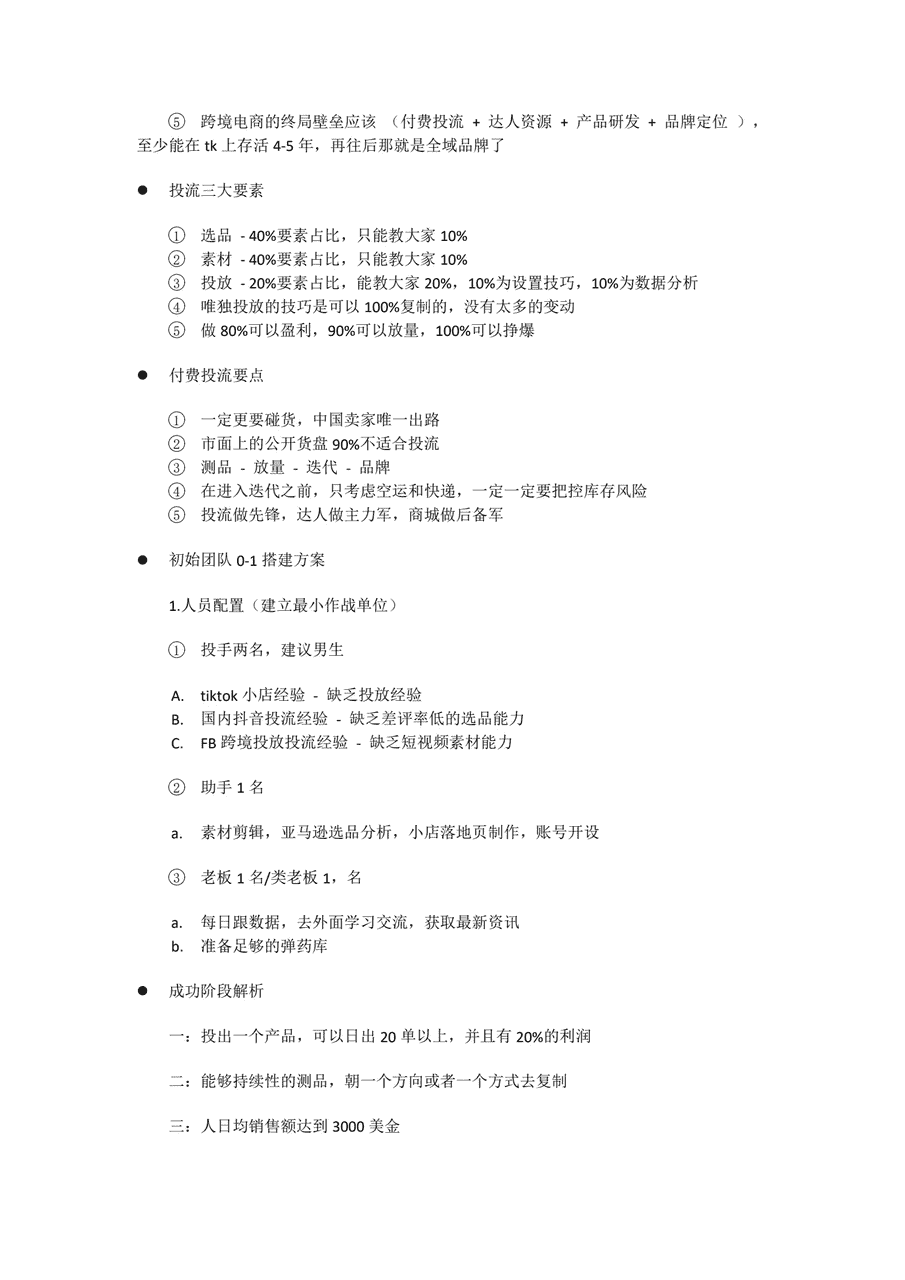 ⑤ 跨境电商的终局壁垒应该 （付费投流 + 达人资源 + 产品研发 + 品牌定位 ），
至少能在 tk 上存活 4-5 年，再往后那就是全域品牌了
● 投流三大要素
① 选品 - 40%要素占比，只能教大家 10%
② 素材 - 40%要素占比，只能教大家 10%
③ 投放 - 20%要素占比，能教大家 20%，10%为设置技巧，10%为数据分析
④ 唯独投放的技巧是可以 100%复制的，没有太多的变动
⑤ 做 80%可以盈利，90%可以放量，100%可以挣爆
● 付费投流要点
① 一定更要碰货，中国卖家唯一出路
② 市面上的公开货盘 90%不适合投流
③ 测品 - 放量 - 迭代 - 品牌
④ 在进入迭代之前，只考虑空运和快递，一定一定要把控库存风险
⑤ 投流做先锋，达人做主力军，商城做后备军
● 初始团队 0-1 搭建方案
1.人员配置（建立最小作战单位）
① 投手两名，建议男生
A. tiktok 小店经验 - 缺乏投放经验
B. 国内抖音投流经验 - 缺乏差评率低的选品能力
C. FB 跨境投放投流经验 - 缺乏短视频素材能力
② 助手 1 名
a. 素材剪辑，亚马逊选品分析，小店落地页制作，账号开设
③ 老板 1 名/类老板 1，名
a. 每日跟数据，去外面学习交流，获取最新资讯
b. 准备足够的弹药库
● 成功阶段解析
一：投出一个产品，可以日出 20 单以上，并且有 20%的利润
二：能够持续性的测品，朝一个方向或者一个方式去复制
三：人日均销售额达到 3000 美金